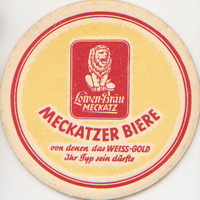 Löwen-Bräu
MECKATZ
MECKATZER BIERE
von denen das WEISS-GOLD
Ihr Typ sein dürfte